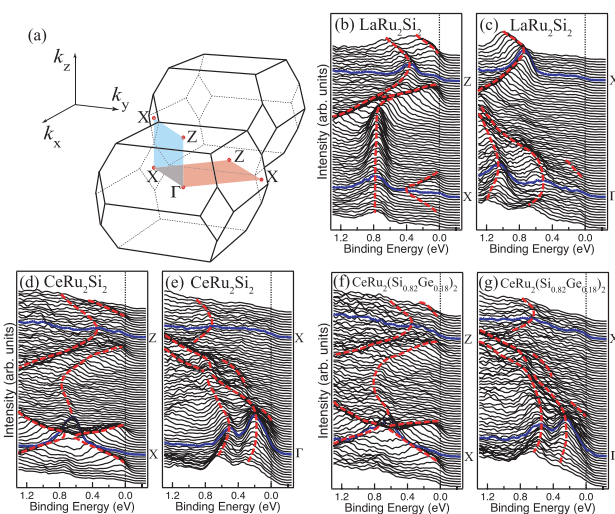 (a)
k_z
k_y
k_x
X
Z
Z
X
Γ
X
(b) LaRu₂Si₂
(c) LaRu₂Si₂
Intensity (arb. units)
Z
X
X
Γ
1.2 0.8 0.4 0.0
Binding Energy (eV)
1.2 0.8 0.4 0.0
Binding Energy (eV)
(d) CeRu₂Si₂
(e) CeRu₂Si₂
Intensity (arb. units)
Z
X
X
Γ
1.2 0.8 0.4 0.0
Binding Energy (eV)
1.2 0.8 0.4 0.0
Binding Energy (eV)
(f) CeRu₂(Si₀.₈₂Ge₀.₁₈)₂
(g) CeRu₂(Si₀.₈₂Ge₀.₁₈)₂
Intensity (arb. units)
Z
X
X
Γ
1.2 0.8 0.4 0.0
Binding Energy (eV)
1.2 0.8 0.4 0.0
Binding Energy (eV)